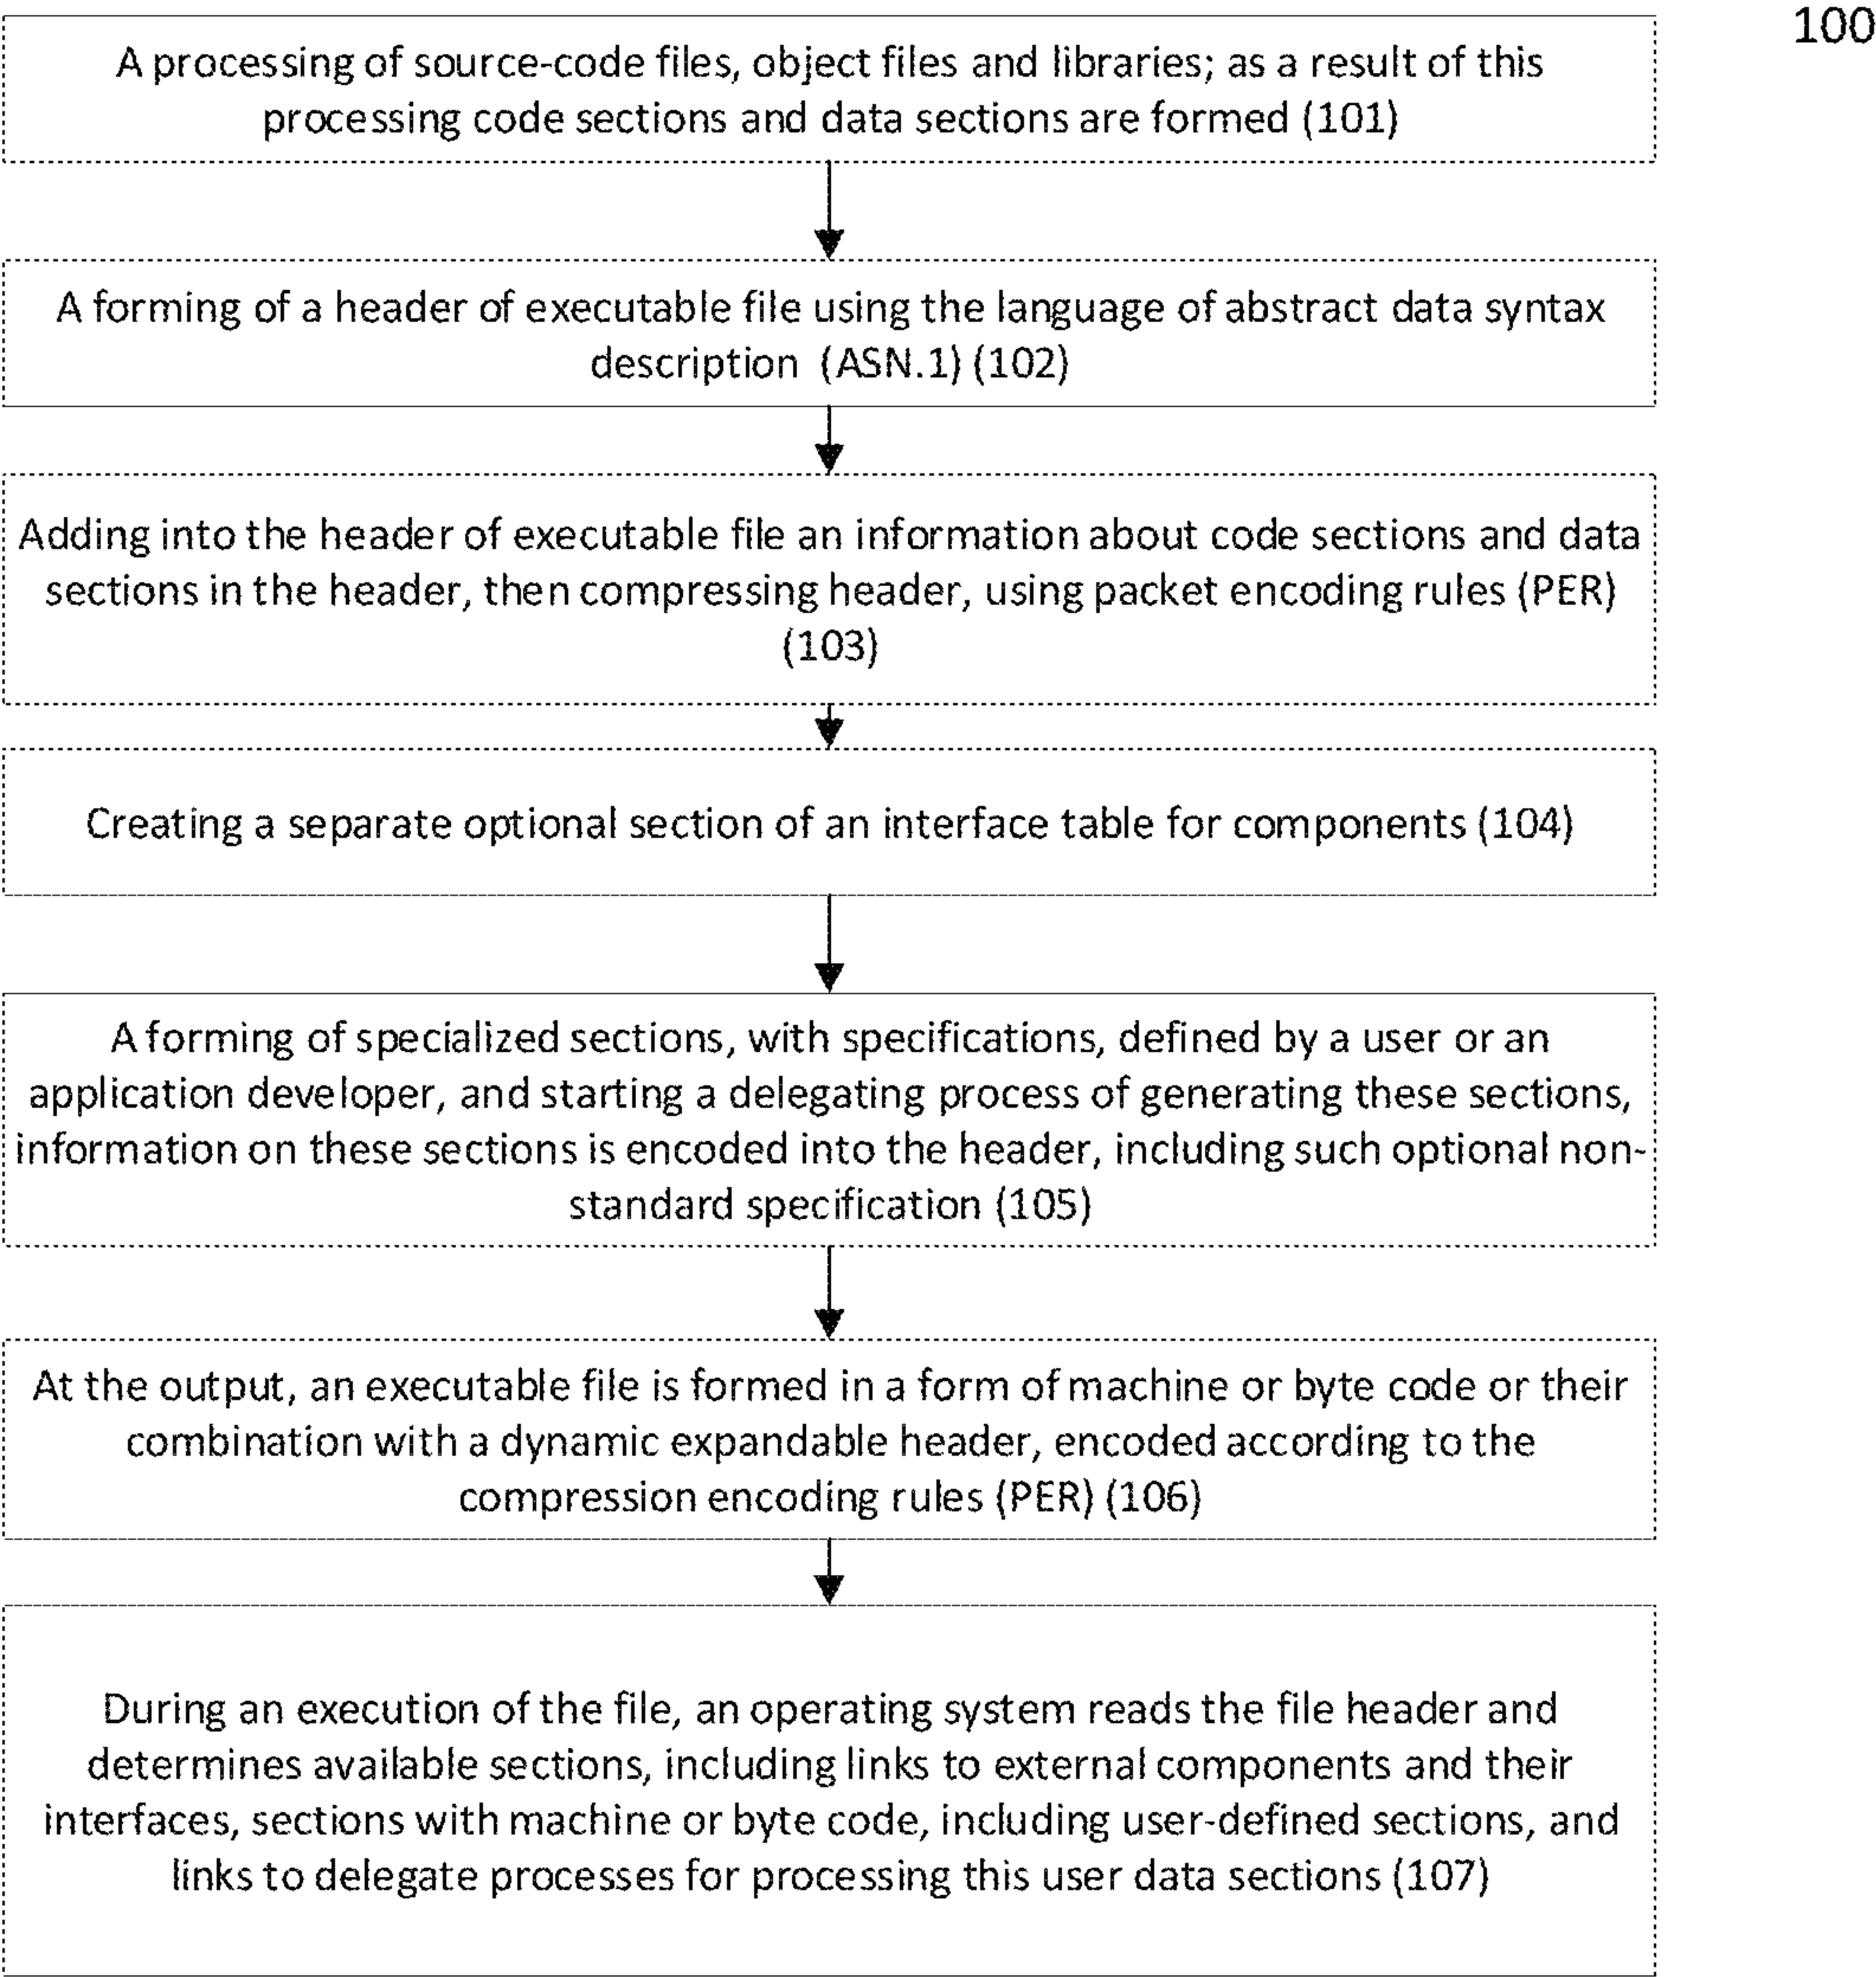 100
A processing of source-code files, object files and libraries; as a result of this
processing code sections and data sections are formed (101)
A forming of a header of executable file using the language of abstract data syntax
description (ASN.1) (102)
Adding into the header of executable file an information about code sections and data
sections in the header, then compressing header, using packet encoding rules (PER)
(103)
Creating a separate optional section of an interface table for components (104)
A forming of specialized sections, with specifications, defined by a user or an
application developer, and starting a delegating process of generating these sections,
information on these sections is encoded into the header, including such optional non-
standard specification (105)
At the output, an executable file is formed in a form of machine or byte code or their
combination with a dynamic expandable header, encoded according to the
compression encoding rules (PER) (106)
During an execution of the file, an operating system reads the file header and
determines available sections, including links to external components and their
interfaces, sections with machine or byte code, including user-defined sections, and
links to delegate processes for processing this user data sections (107)